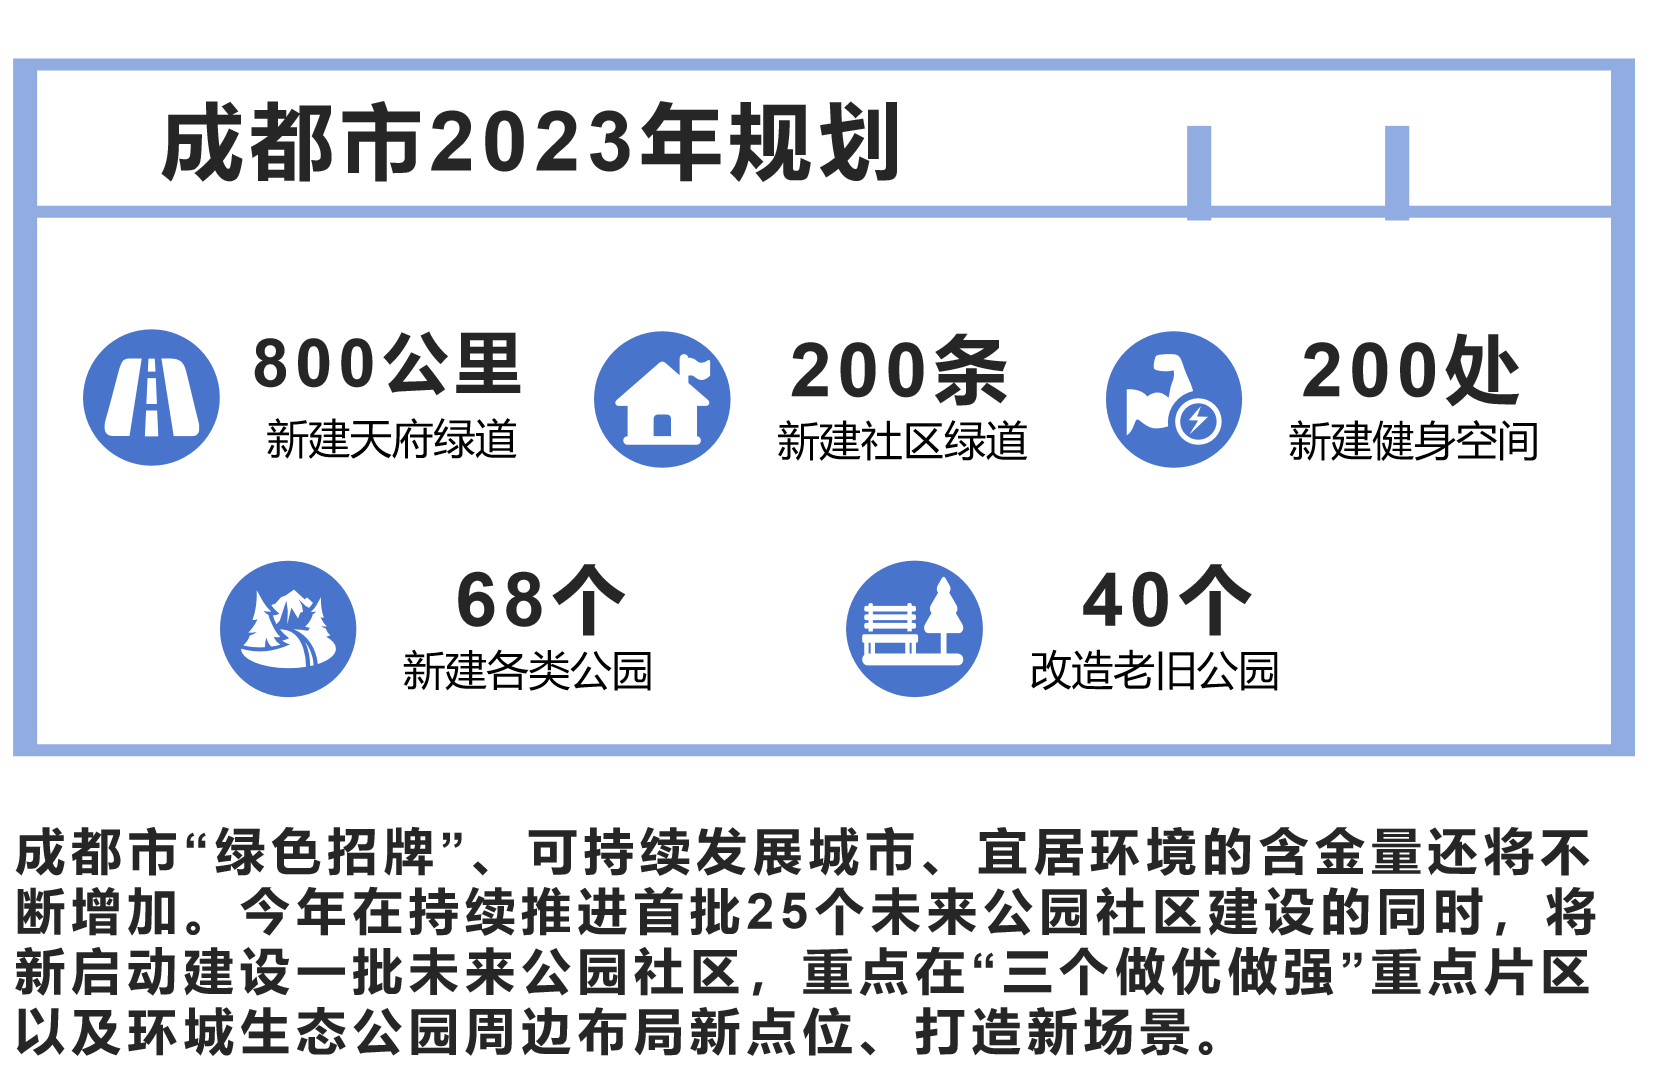 成都市2023年规划
800公里
新建天府绿道
200条
新建社区绿道
200处
新建健身空间
68个
新建各类公园
40个
改造老旧公园
成都市“绿色招牌”、可持续发展城市、宜居环境的含金量还将不
断增加。今年在持续推进首批25个未来公园社区建设的同时，将
新启动建设一批未来公园社区，重点在“三个做优做强”重点片区
以及环城生态公园周边布局新点位、打造新场景。